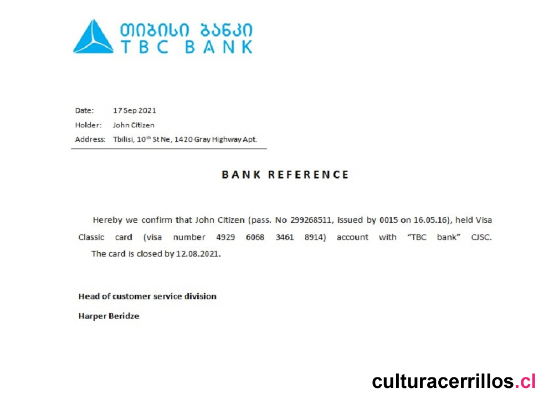 თიბისი ბანკი
TBC BANK
Date: 17 Sep 2021
Holder: John Citizen
Address: Tbilisi, 10th St Ne, 1420 Gray Highway Apt.
BANK REFERENCE
Hereby we confirm that John Citizen (pass. No 299268511, issued by 0015 on 16.05.16), held Visa
Classic card (visa number 4929 6068 3461 8914) account with "TBC bank" CJSC.
The card is closed by 12.08.2021.
Head of customer service division
Harper Beridze
culturacerrillos.cl